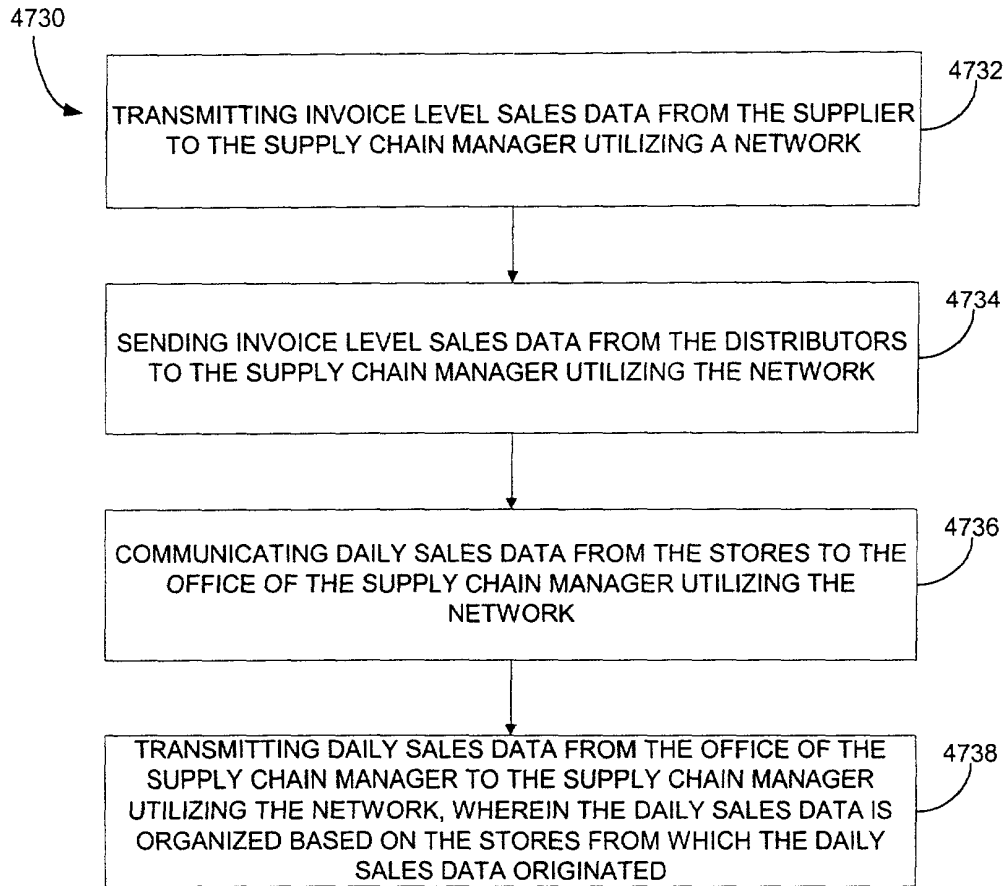 4730
4732
TRANSMITTING INVOICE LEVEL SALES DATA FROM THE SUPPLIER
TO THE SUPPLY CHAIN MANAGER UTILIZING A NETWORK
4734
SENDING INVOICE LEVEL SALES DATA FROM THE DISTRIBUTORS
TO THE SUPPLY CHAIN MANAGER UTILIZING THE NETWORK
4736
COMMUNICATING DAILY SALES DATA FROM THE STORES TO THE
OFFICE OF THE SUPPLY CHAIN MANAGER UTILIZING THE
NETWORK
4738
TRANSMITTING DAILY SALES DATA FROM THE OFFICE OF THE
SUPPLY CHAIN MANAGER TO THE SUPPLY CHAIN MANAGER
UTILIZING THE NETWORK, WHEREIN THE DAILY SALES DATA IS
ORGANIZED BASED ON THE STORES FROM WHICH THE DAILY
SALES DATA ORIGINATED